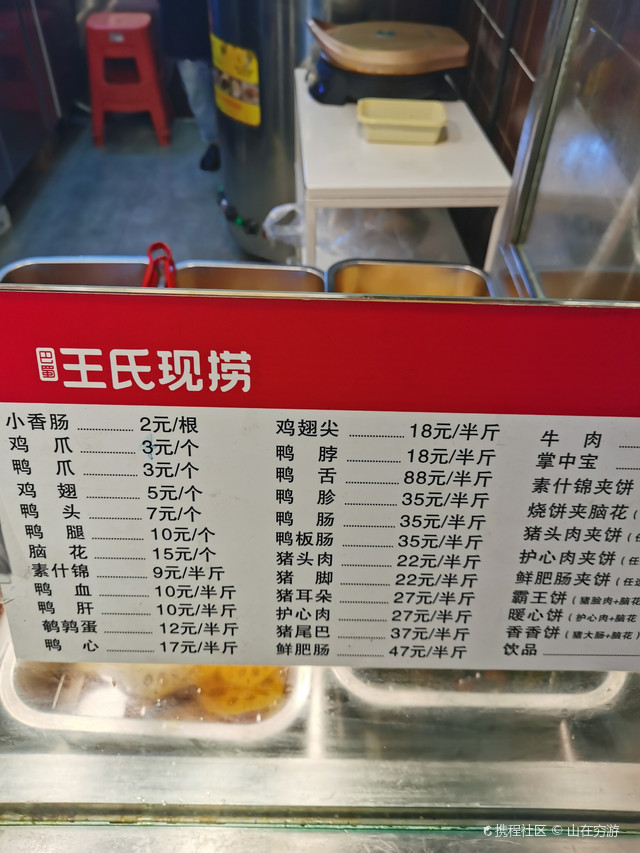 巴蜀
王氏现捞
小香肠 2元/根
鸡爪 3元/个
鸭爪 3元/个
鸡翅 5元/个
鸭头 7元/个
鸭腿 10元/个
脑花 15元/个
素什锦 9元/半斤
鸭血 10元/半斤
鸭肝 10元/半斤
鹌鹑蛋 12元/半斤
鸭心 17元/半斤
鸡翅尖 18元/半斤
鸭脖 18元/半斤
鸭舌 88元/半斤
鸭胗 35元/半斤
鸭肠 35元/半斤
鸭板肠 35元/半斤
猪头肉 22元/半斤
猪脚 22元/半斤
猪耳朵 27元/半斤
护心肉 27元/半斤
猪尾巴 37元/半斤
鲜肥肠 47元/半斤
牛肉
掌中宝
素什锦夹饼
烧饼夹脑花（
猪头肉夹饼（任
护心肉夹饼（任
鲜肥肠夹饼（任选
霸王饼（猪脸肉+脑花
暖心饼（护心肉+脑花
香香饼（猪大肠+脑花）
饮品
携程社区 © 山在穷游